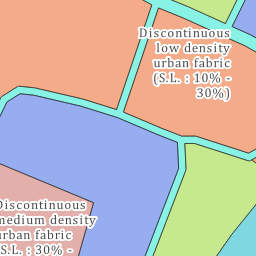 Discontinuous
low density
urban fabric
(S.L. : 10% -
30%)
Discontinuous
medium density
urban fabric
(S.L. : 30% -